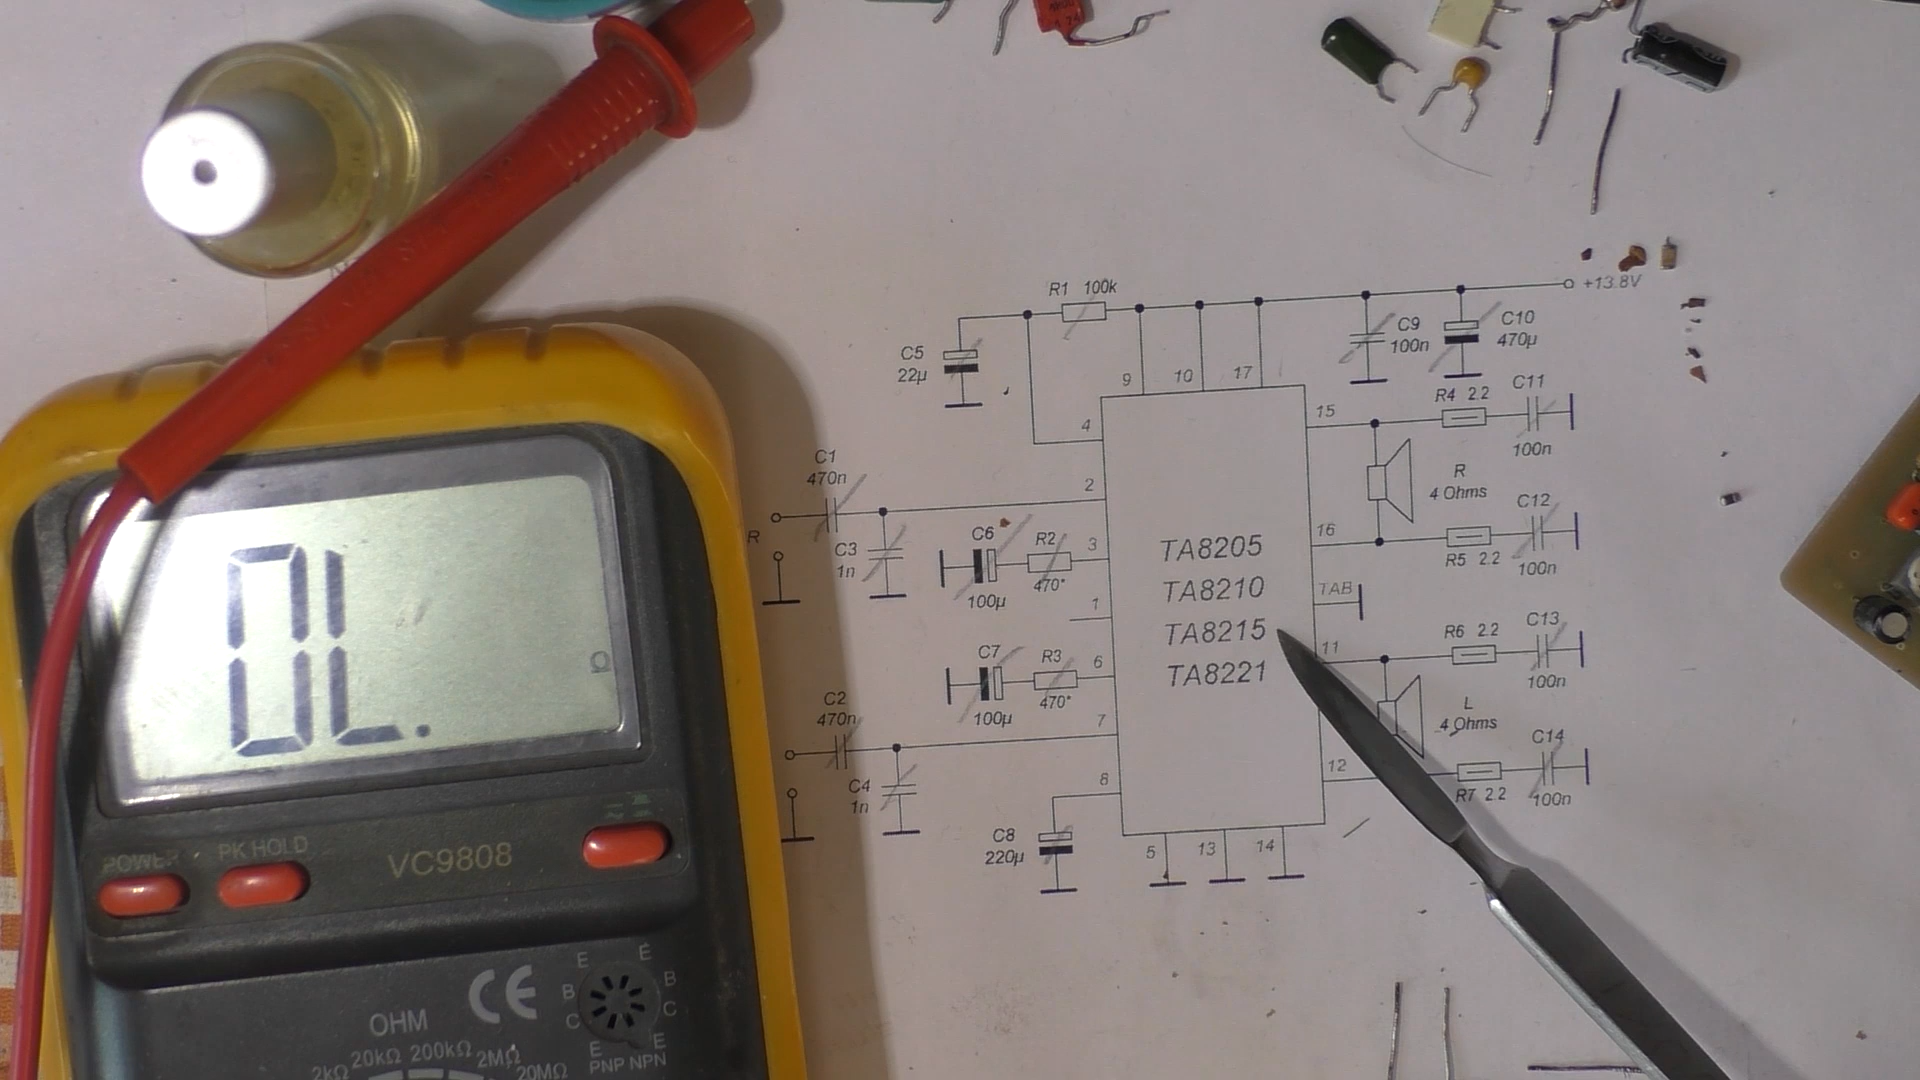 OL.
Ω
POWER
PK HOLD
VC9808
CE
OHM
2kΩ 20kΩ 200kΩ 2MΩ 20MΩ
E E
B B
C C
E E
PNP NPN
R1 100k
+13.8V
C5
22µ
C9
100n
C10
470µ
9 10 17
4
15
R4 2.2
C11
100n
C1
470n
2
R
4 Ohms
R
C3
1n
C6
100µ
R2
470*
3
16
R5 2.2
C12
100n
TA8205
TA8210
TA8215
TA8221
1
TAB
C7
100µ
R3
470*
6
11
R6 2.2
C13
100n
C2
470n
7
L
4 Ohms
C4
1n
8
12
R7 2.2
C14
100n
C8
220µ
5 13 14